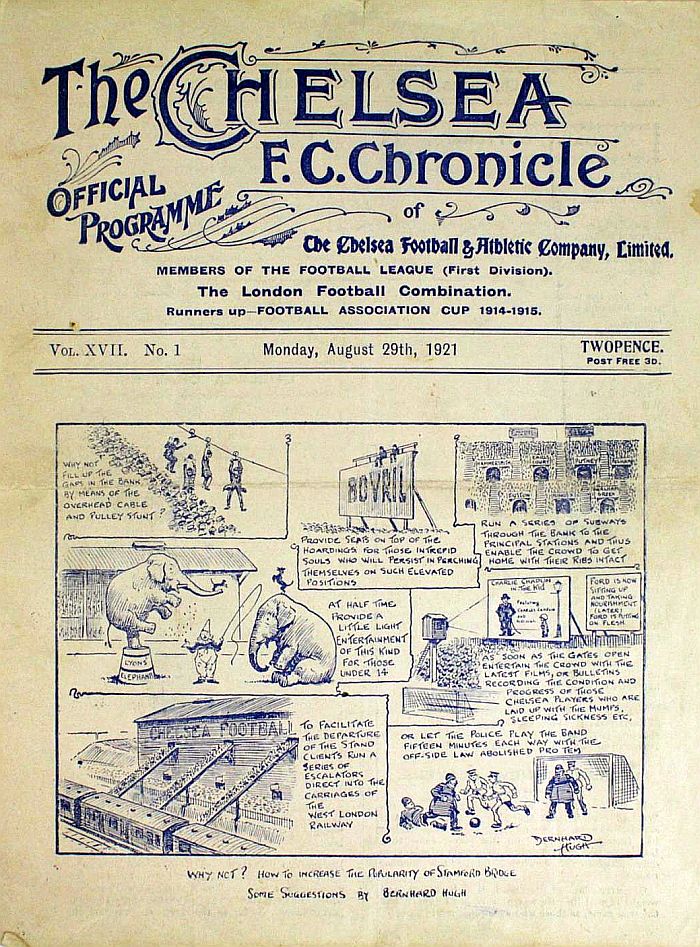 The CHELSEA
F.C. Chronicle
OFFICIAL
PROGRAMME
of
The Chelsea Football & Athletic Company, Limited.
MEMBERS OF THE FOOTBALL LEAGUE (First Division).
The London Football Combination.
Runners up—FOOTBALL ASSOCIATION CUP 1914-1915.
VOL. XVII. No. 1
Monday, August 29th, 1921
TWOPENCE.
POST FREE 3D.
WHY NOT
FILL UP THE
GAPS IN THE BANK
BY MEANS OF THE
OVERHEAD CABLE
AND PULLEY STUNT?
BOVRIL
PROVIDE SEATS ON TOP OF THE
HOARDINGS FOR THOSE INTREPID
SOULS WHO WILL PERSIST IN PERCHING
THEMSELVES ON SUCH ELEVATED
POSITIONS
PUTNEY
RUN A SERIES OF SUBWAYS
THROUGH THE BANK TO THE
PRINCIPAL STATIONS AND THUS
ENABLE THE CROWD TO GET
HOME WITH THEIR RIBS INTACT
LYONS
ELEPHANTS
AT HALF TIME
PROVIDE A
LITTLE LIGHT
ENTERTAINMENT
OF THIS KIND
FOR THOSE
UNDER 14
CHARLIE CHAPLIN
IN THE KID
FORD IS NOW
SITTING UP
AND TAKING
NOURISHMENT
(LATER)
FORD IS PUTTING
ON FLESH
AS SOON AS THE GATES OPEN
ENTERTAIN THE CROWD WITH THE
LATEST FILMS, OR BULLETINS
RECORDING THE CONDITION AND
PROGRESS OF THOSE
CHELSEA PLAYERS WHO ARE
LAID UP WITH THE MUMPS,
SLEEPING SICKNESS ETC,
CHELSEA FOOTBALL
TO FACILITATE
THE DEPARTURE
OF THE STAND
CLIENTS RUN A
SERIES OF
ESCALATORS
DIRECT INTO THE
CARRIAGES OF
THE
WEST LONDON
RAILWAY
OR LET THE POLICE PLAY THE BAND
FIFTEEN MINUTES EACH WAY WITH THE
OFF-SIDE LAW ABOLISHED PRO TEM
BERNHARD
HUGH
WHY NOT? HOW TO INCREASE THE POPULARITY OF STAMFORD BRIDGE
SOME SUGGESTIONS BY BERNHARD HUGH